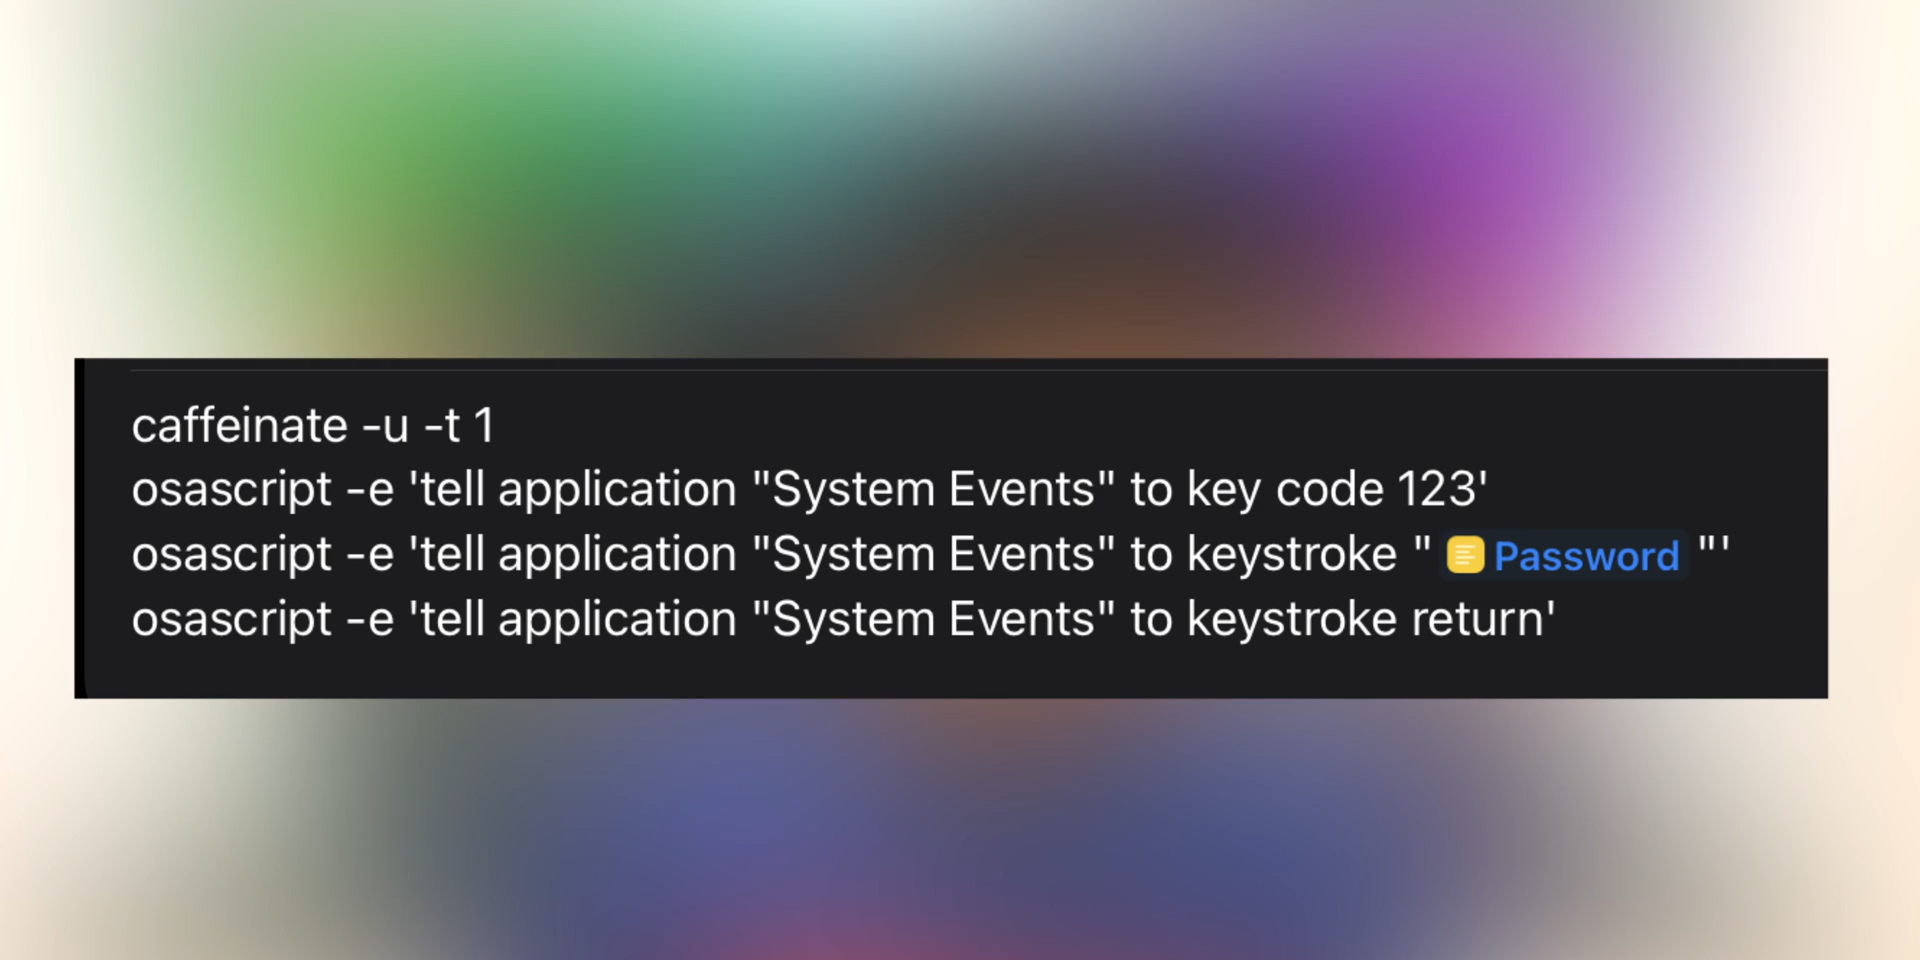 caffeinate -u -t 1
osascript -e 'tell application "System Events" to key code 123'
osascript -e 'tell application "System Events" to keystroke " Password "'
osascript -e 'tell application "System Events" to keystroke return'